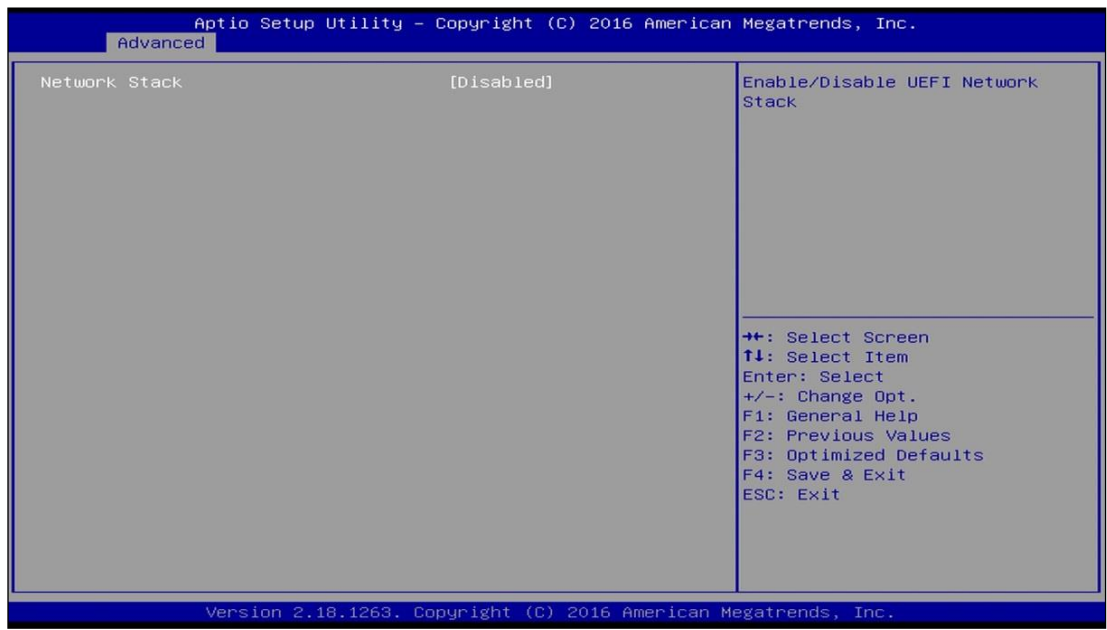 Aptio Setup Utility – Copyright (C) 2016 American Megatrends, Inc.
Advanced
Network Stack [Disabled]
Enable/Disable UEFI Network
Stack
→←: Select Screen
↑↓: Select Item
Enter: Select
+/-: Change Opt.
F1: General Help
F2: Previous Values
F3: Optimized Defaults
F4: Save & Exit
ESC: Exit
Version 2.18.1263. Copyright (C) 2016 American Megatrends, Inc.